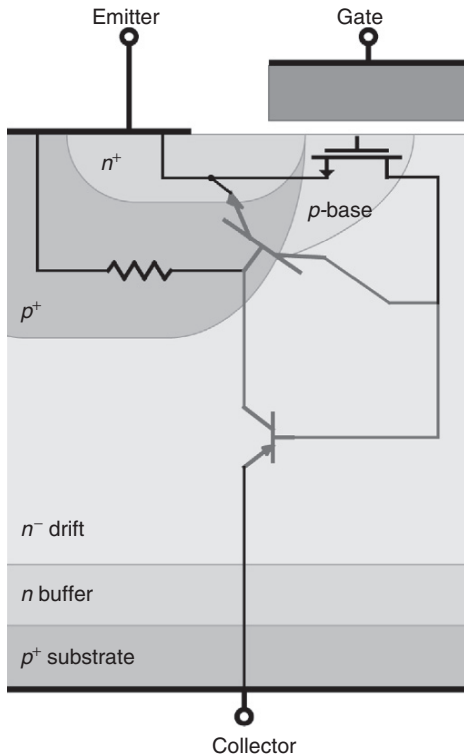 Emitter
Gate
n⁺
p-base
p⁺
n⁻ drift
n buffer
p⁺ substrate
Collector